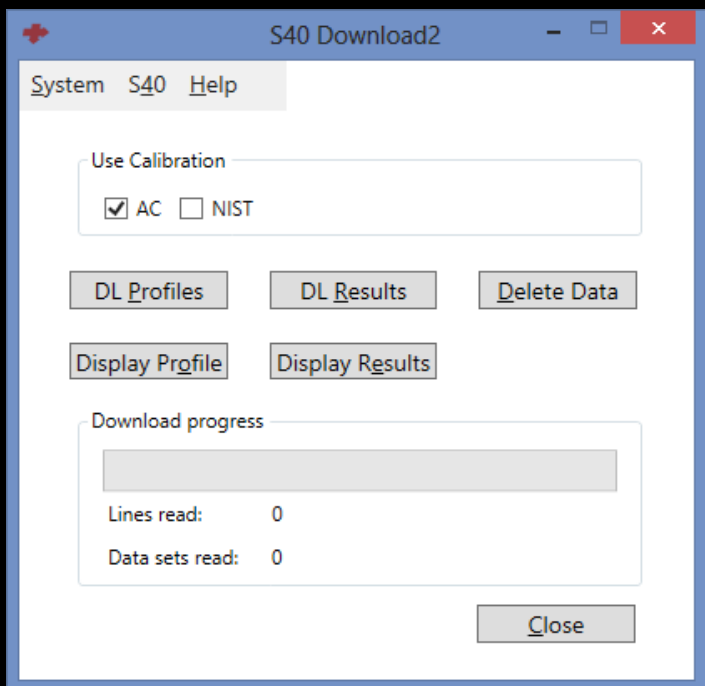 S40 Download2
System S40 Help
Use Calibration
AC NIST
DL Profiles DL Results Delete Data
Display Profile Display Results
Download progress
Lines read: 0
Data sets read: 0
Close